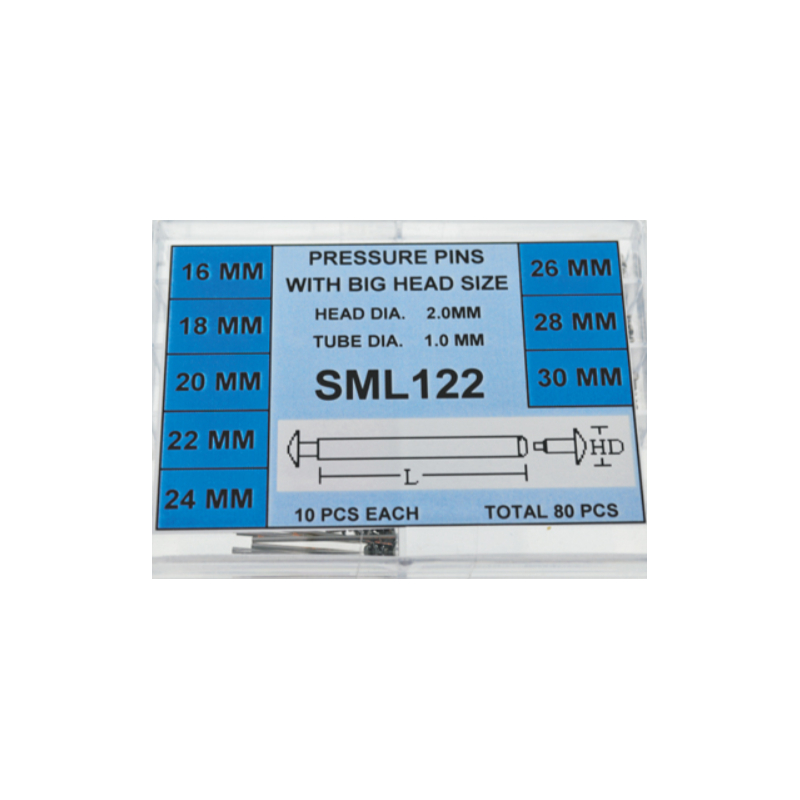 16 MM
18 MM
20 MM
22 MM
24 MM
PRESSURE PINS
WITH BIG HEAD SIZE
HEAD DIA. 2.0MM
TUBE DIA. 1.0 MM
SML122
L
HD
10 PCS EACH TOTAL 80 PCS
26 MM
28 MM
30 MM